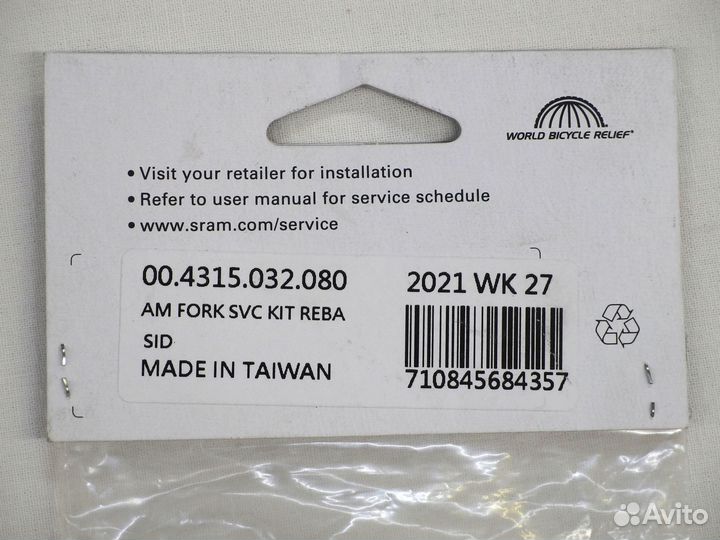 WORLD BICYCLE RELIEF
• Visit your retailer for installation
• Refer to user manual for service schedule
• www.sram.com/service
00.4315.032.080
2021 WK 27
AM FORK SVC KIT REBA
SID
MADE IN TAIWAN
710845684357
Avito